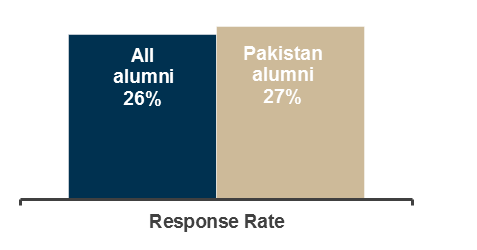 All
alumni
26%
Pakistan
alumni
27%
Response Rate